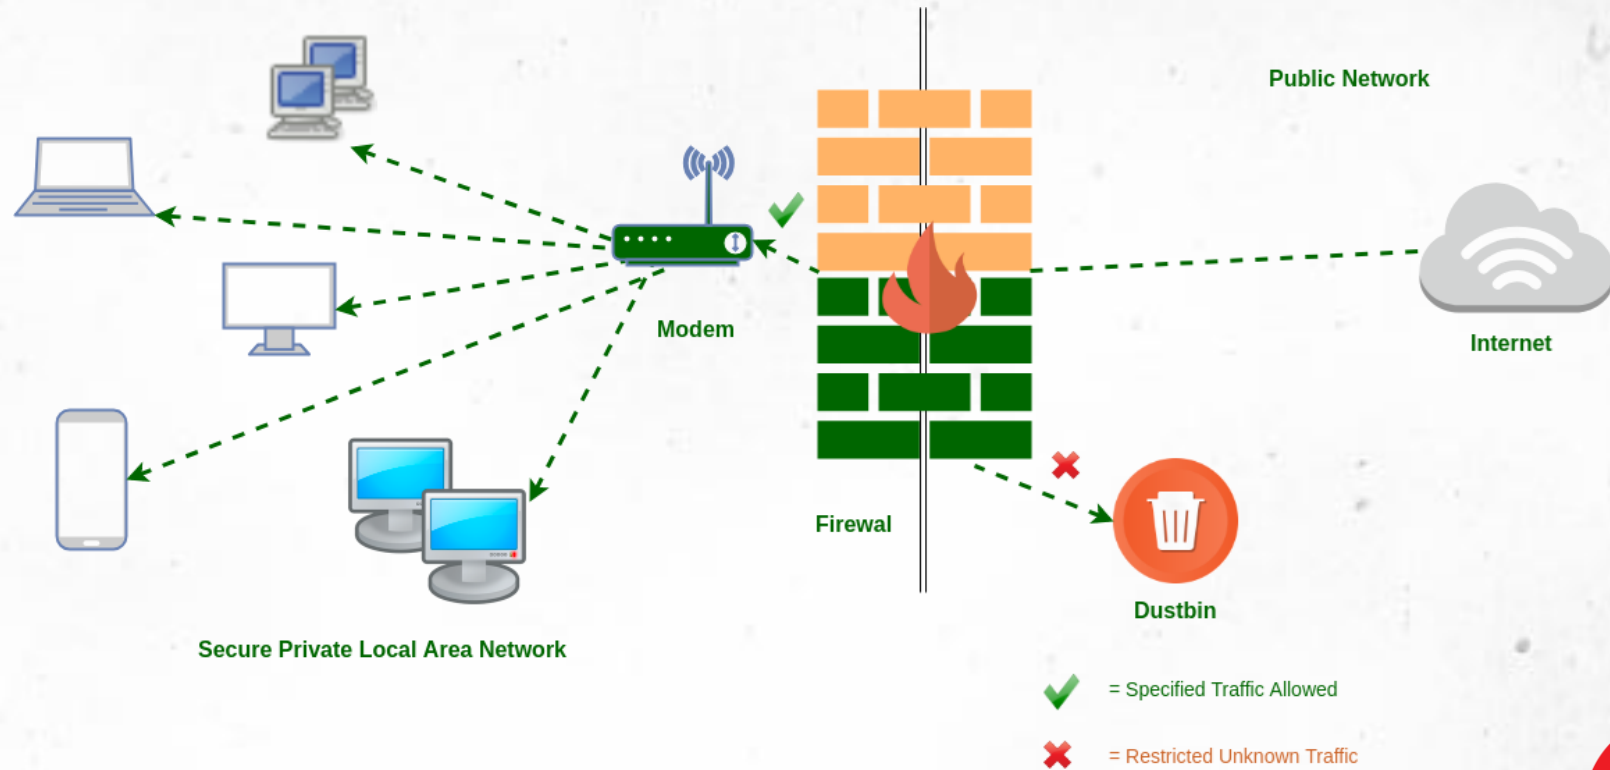 Public Network
Modem
Internet
Firewal
Dustbin
Secure Private Local Area Network
= Specified Traffic Allowed
= Restricted Unknown Traffic